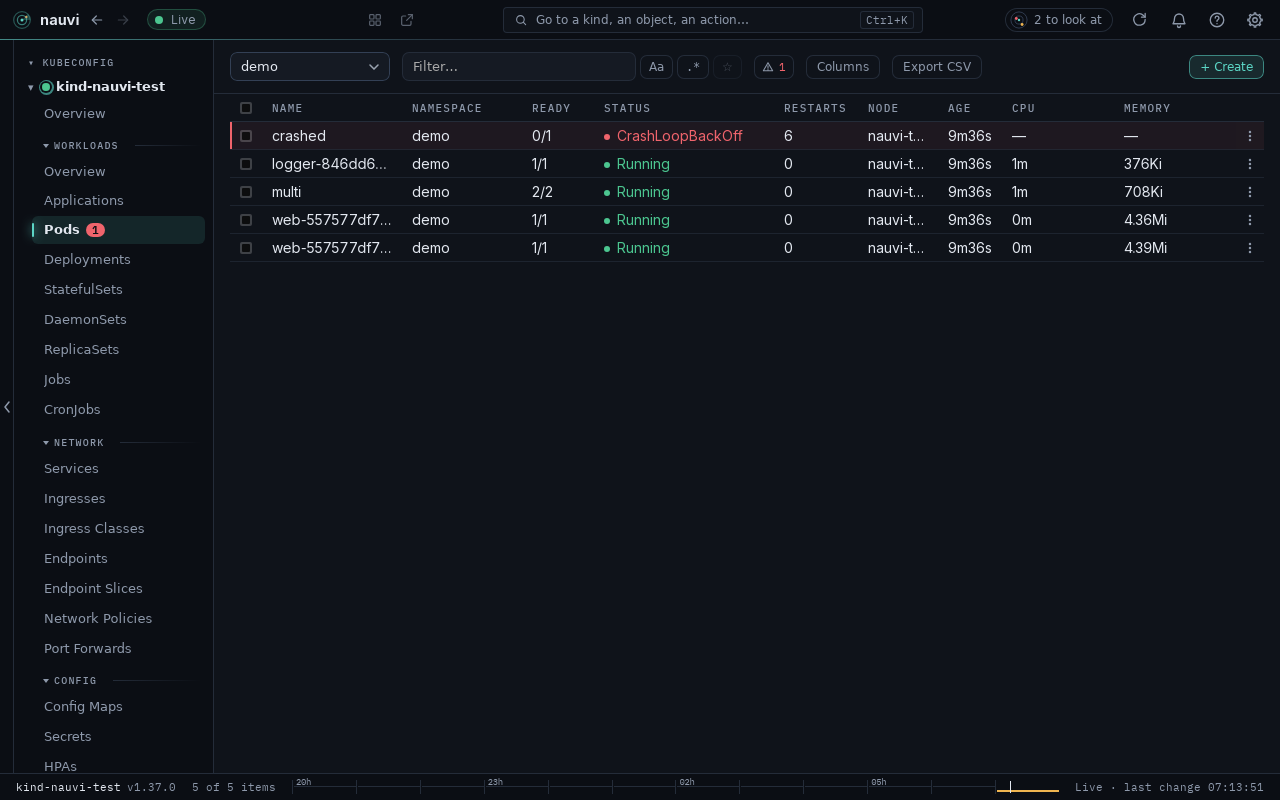 nauvi
Live
Go to a kind, an object, an action...
Ctrl+K
2 to look at
KUBECONFIG
kind-nauvi-test
Overview
WORKLOADS
Overview
Applications
Pods 1
Deployments
StatefulSets
DaemonSets
ReplicaSets
Jobs
CronJobs
NETWORK
Services
Ingresses
Ingress Classes
Endpoints
Endpoint Slices
Network Policies
Port Forwards
CONFIG
Config Maps
Secrets
HPAs
demo
Filter...
Aa
.*
1
Columns
Export CSV
+ Create
NAME NAMESPACE READY STATUS RESTARTS NODE AGE CPU MEMORY
crashed demo 0/1 CrashLoopBackOff 6 nauvi-t... 9m36s — —
logger-846dd6... demo 1/1 Running 0 nauvi-t... 9m36s 1m 376Ki
multi demo 2/2 Running 0 nauvi-t... 9m36s 1m 708Ki
web-557577df7... demo 1/1 Running 0 nauvi-t... 9m36s 0m 4.36Mi
web-557577df7... demo 1/1 Running 0 nauvi-t... 9m36s 0m 4.39Mi
kind-nauvi-test v1.37.0 5 of 5 items
20h 23h 02h 05h
Live · last change 07:13:51